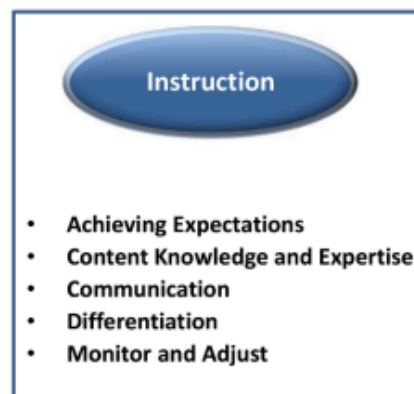 Instruction
• Achieving Expectations
• Content Knowledge and Expertise
• Communication
• Differentiation
• Monitor and Adjust